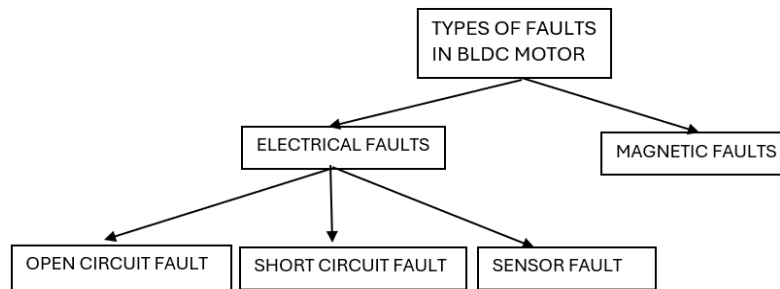 TYPES OF FAULTS
IN BLDC MOTOR
ELECTRICAL FAULTS
MAGNETIC FAULTS
OPEN CIRCUIT FAULT
SHORT CIRCUIT FAULT
SENSOR FAULT